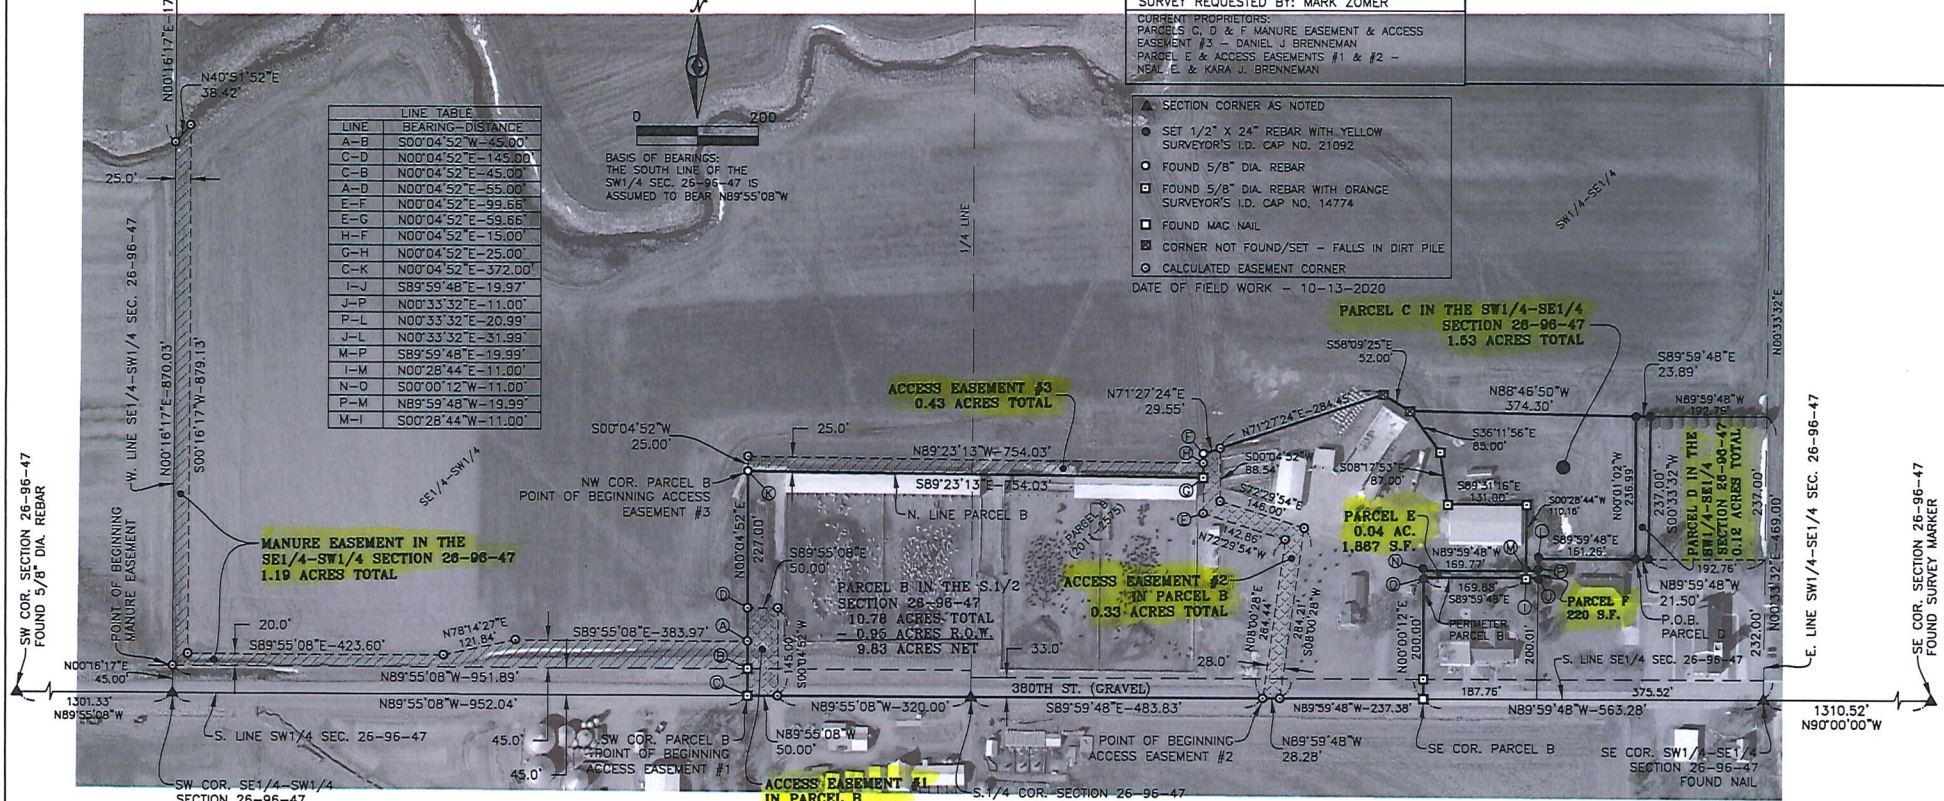 SURVEY REQUESTED BY: MARK ZOMER
CURRENT PROPRIETORS:
PARCELS C, D & F MANURE EASEMENT & ACCESS
EASEMENT #3 - DANIEL J BRENNEMAN
PARCEL E & ACCESS EASEMENTS #1 & #2 -
NEAL E. & KARA J. BRENNEMAN
SECTION CORNER AS NOTED
SET 1/2" X 24" REBAR WITH YELLOW
SURVEYOR'S I.D. CAP NO. 21092
FOUND 5/8" DIA. REBAR
FOUND 5/8" DIA. REBAR WITH ORANGE
SURVEYOR'S I.D. CAP NO. 14774
FOUND MAG NAIL
CORNER NOT FOUND/SET - FALLS IN DIRT PILE
CALCULATED EASEMENT CORNER
DATE OF FIELD WORK - 10-13-2020
N
0 200
BASIS OF BEARINGS:
THE SOUTH LINE OF THE
SW1/4 SEC. 26-96-47 IS
ASSUMED TO BEAR N89°55'08"W
LINE TABLE
LINE BEARING-DISTANCE
A-B S00°04'52"W-45.00'
C-D N00°04'52"E-145.00'
C-B N00°04'52"E-45.00'
A-D N00°04'52"E-55.00'
E-F N00°04'52"E-99.66'
E-G N00°04'52"E-59.66'
H-F N00°04'52"E-15.00'
G-H N00°04'52"E-25.00'
C-K N00°04'52"E-372.00'
I-J S89°59'48"E-19.97'
J-P N00°33'32"E-11.00'
P-L N00°33'32"E-20.99'
J-L N00°33'32"E-31.99'
M-P S89°59'48"E-19.99'
I-M N00°28'44"E-11.00'
N-O S00°00'12"W-11.00'
P-M N89°59'48"W-19.99'
M-I S00°28'44"W-11.00'
N00°16'17"E-17
N40°51'52"E
38.42'
25.0'
W. LINE SE1/4-SW1/4 SEC. 26-96-47
N00°16'17"E-870.03'
S00°16'17"W-879.13'
SE1/4-SW1/4
1/4 LINE
SW1/4-SE1/4
N00°33'32"E
PARCEL C IN THE SW1/4-SE1/4
SECTION 26-96-47
1.53 ACRES TOTAL
S58°09'25"E
52.00'
S89°59'48"E
23.89'
N88°46'50"W
374.30'
N89°59'48"W
192.79'
ACCESS EASEMENT #3
0.43 ACRES TOTAL
N71°27'24"E
29.55'
N71°27'24"E-284.45'
S36°11'56"E
85.00'
S00°04'52"W
25.00'
25.0'
N89°23'13"W-754.03'
S89°23'13"E-754.03'
N. LINE PARCEL B
NW COR. PARCEL B
POINT OF BEGINNING ACCESS
EASEMENT #3
K
F
H
G
E
S00°04'52"W
88.54'
S08°17'53"E
87.00'
S89°31'16"E
131.00'
S00°28'44"W
110.16'
N00°01'02"W
236.99'
237.00'
S00°33'32"W
PARCEL D IN THE
SW1/4-SE1/4
SECTION 26-96-47
0.12 ACRES TOTAL
237.00'
N00°33'32"E-469.00'
E. LINE SW1/4-SE1/4 SEC. 26-96-47
S72°29'54"E
146.00'
142.86'
N72°29'54"W
PARCEL B
(2011-2575)
PARCEL E
0.04 AC.
1,867 S.F.
N89°59'48"W
169.77'
169.88'
S89°59'48"E
S89°59'48"E
161.26'
N
O
M
P
PARCEL F
220 S.F.
192.76'
N89°59'48"W
21.50'
P.O.B.
PARCEL D
232.00'
MANURE EASEMENT IN THE
SE1/4-SW1/4 SECTION 26-96-47
1.19 ACRES TOTAL
N00°04'52"E
227.00'
S89°55'08"E
50.00'
PARCEL B IN THE S.1/2
SECTION 26-96-47
10.78 ACRES TOTAL
0.95 ACRES R.O.W.
9.83 ACRES NET
ACCESS EASEMENT #2
IN PARCEL B
0.33 ACRES TOTAL
N08°00'28"E
284.44'
284.21'
S08°00'28"W
28.0'
PERIMETER
PARCEL B
N00°00'12"E
200.00'
200.01'
S. LINE SE1/4 SEC. 26-96-47
SW COR. SECTION 26-96-47
FOUND 5/8" DIA. REBAR
POINT OF BEGINNING
MANURE EASEMENT
N00°16'17"E
45.00'
20.0'
S89°55'08"E-423.60'
N78°14'27"E
121.84'
S89°55'08"E-383.97'
D
A
B
C
145.00'
S00°04'52"W
33.0'
N89°55'08"W-951.89'
380TH ST. (GRAVEL)
187.76'
375.52'
1301.33'
N89°55'08"W
N89°55'08"W-952.04'
N89°55'08"W-320.00'
S89°59'48"E-483.83'
N89°59'48"W-237.38'
N89°59'48"W-563.28'
1310.52'
N90°00'00"W
SE COR. SECTION 26-96-47
FOUND SURVEY MARKER
S. LINE SW1/4 SEC. 26-96-47
45.0'
45.0'
SW COR. PARCEL B
POINT OF BEGINNING
ACCESS EASEMENT #1
N89°55'08"W
50.00'
POINT OF BEGINNING
ACCESS EASEMENT #2
N89°59'48"W
28.28'
SE COR. PARCEL B
SE COR. SW1/4-SE1/4
SECTION 26-96-47
FOUND NAIL
SW COR. SE1/4-SW1/4
SECTION 26-96-47
ACCESS EASEMENT #1
IN PARCEL B
S.1/4 COR. SECTION 26-96-47